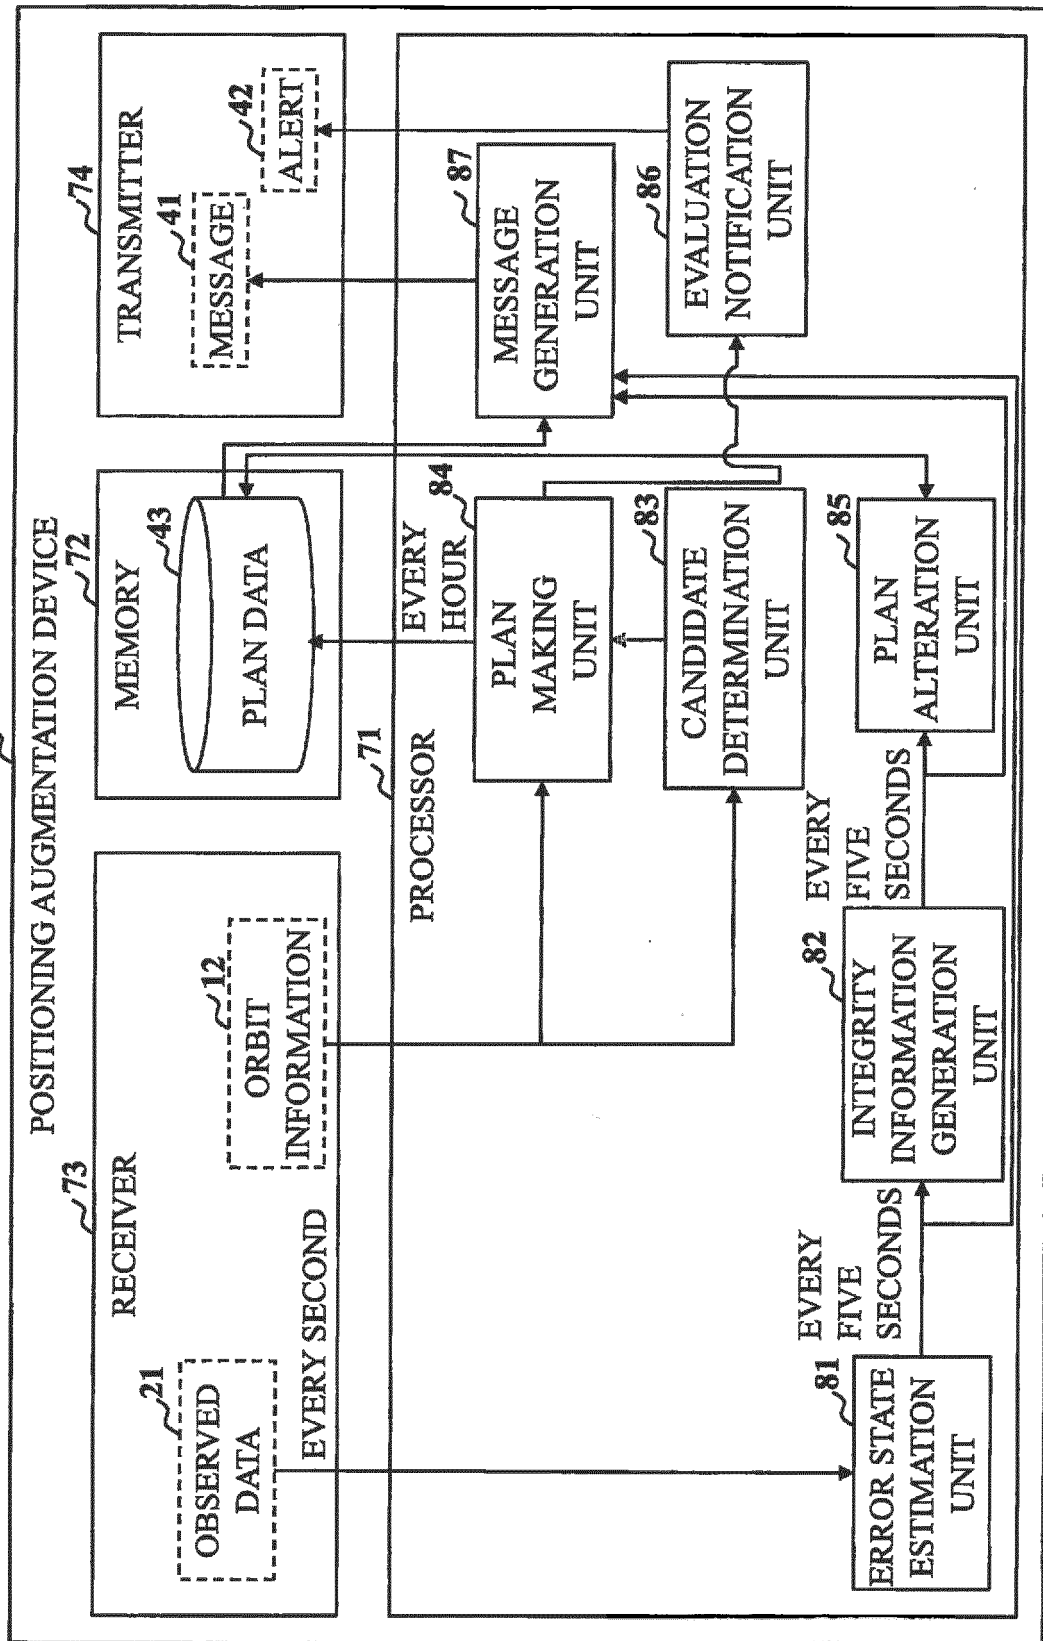 POSITIONING AUGMENTATION DEVICE
73
RECEIVER
21
OBSERVED
DATA
EVERY SECOND
12
ORBIT
INFORMATION
72
MEMORY
43
PLAN DATA
74
TRANSMITTER
41
MESSAGE
42
ALERT
71
PROCESSOR
EVERY
HOUR
84
PLAN
MAKING
UNIT
87
MESSAGE
GENERATION
UNIT
83
CANDIDATE
DETERMINATION
UNIT
86
EVALUATION
NOTIFICATION
UNIT
81
ERROR STATE
ESTIMATION
UNIT
EVERY
FIVE
SECONDS
82
INTEGRITY
INFORMATION
GENERATION
UNIT
EVERY
FIVE
SECONDS
85
PLAN
ALTERATION
UNIT